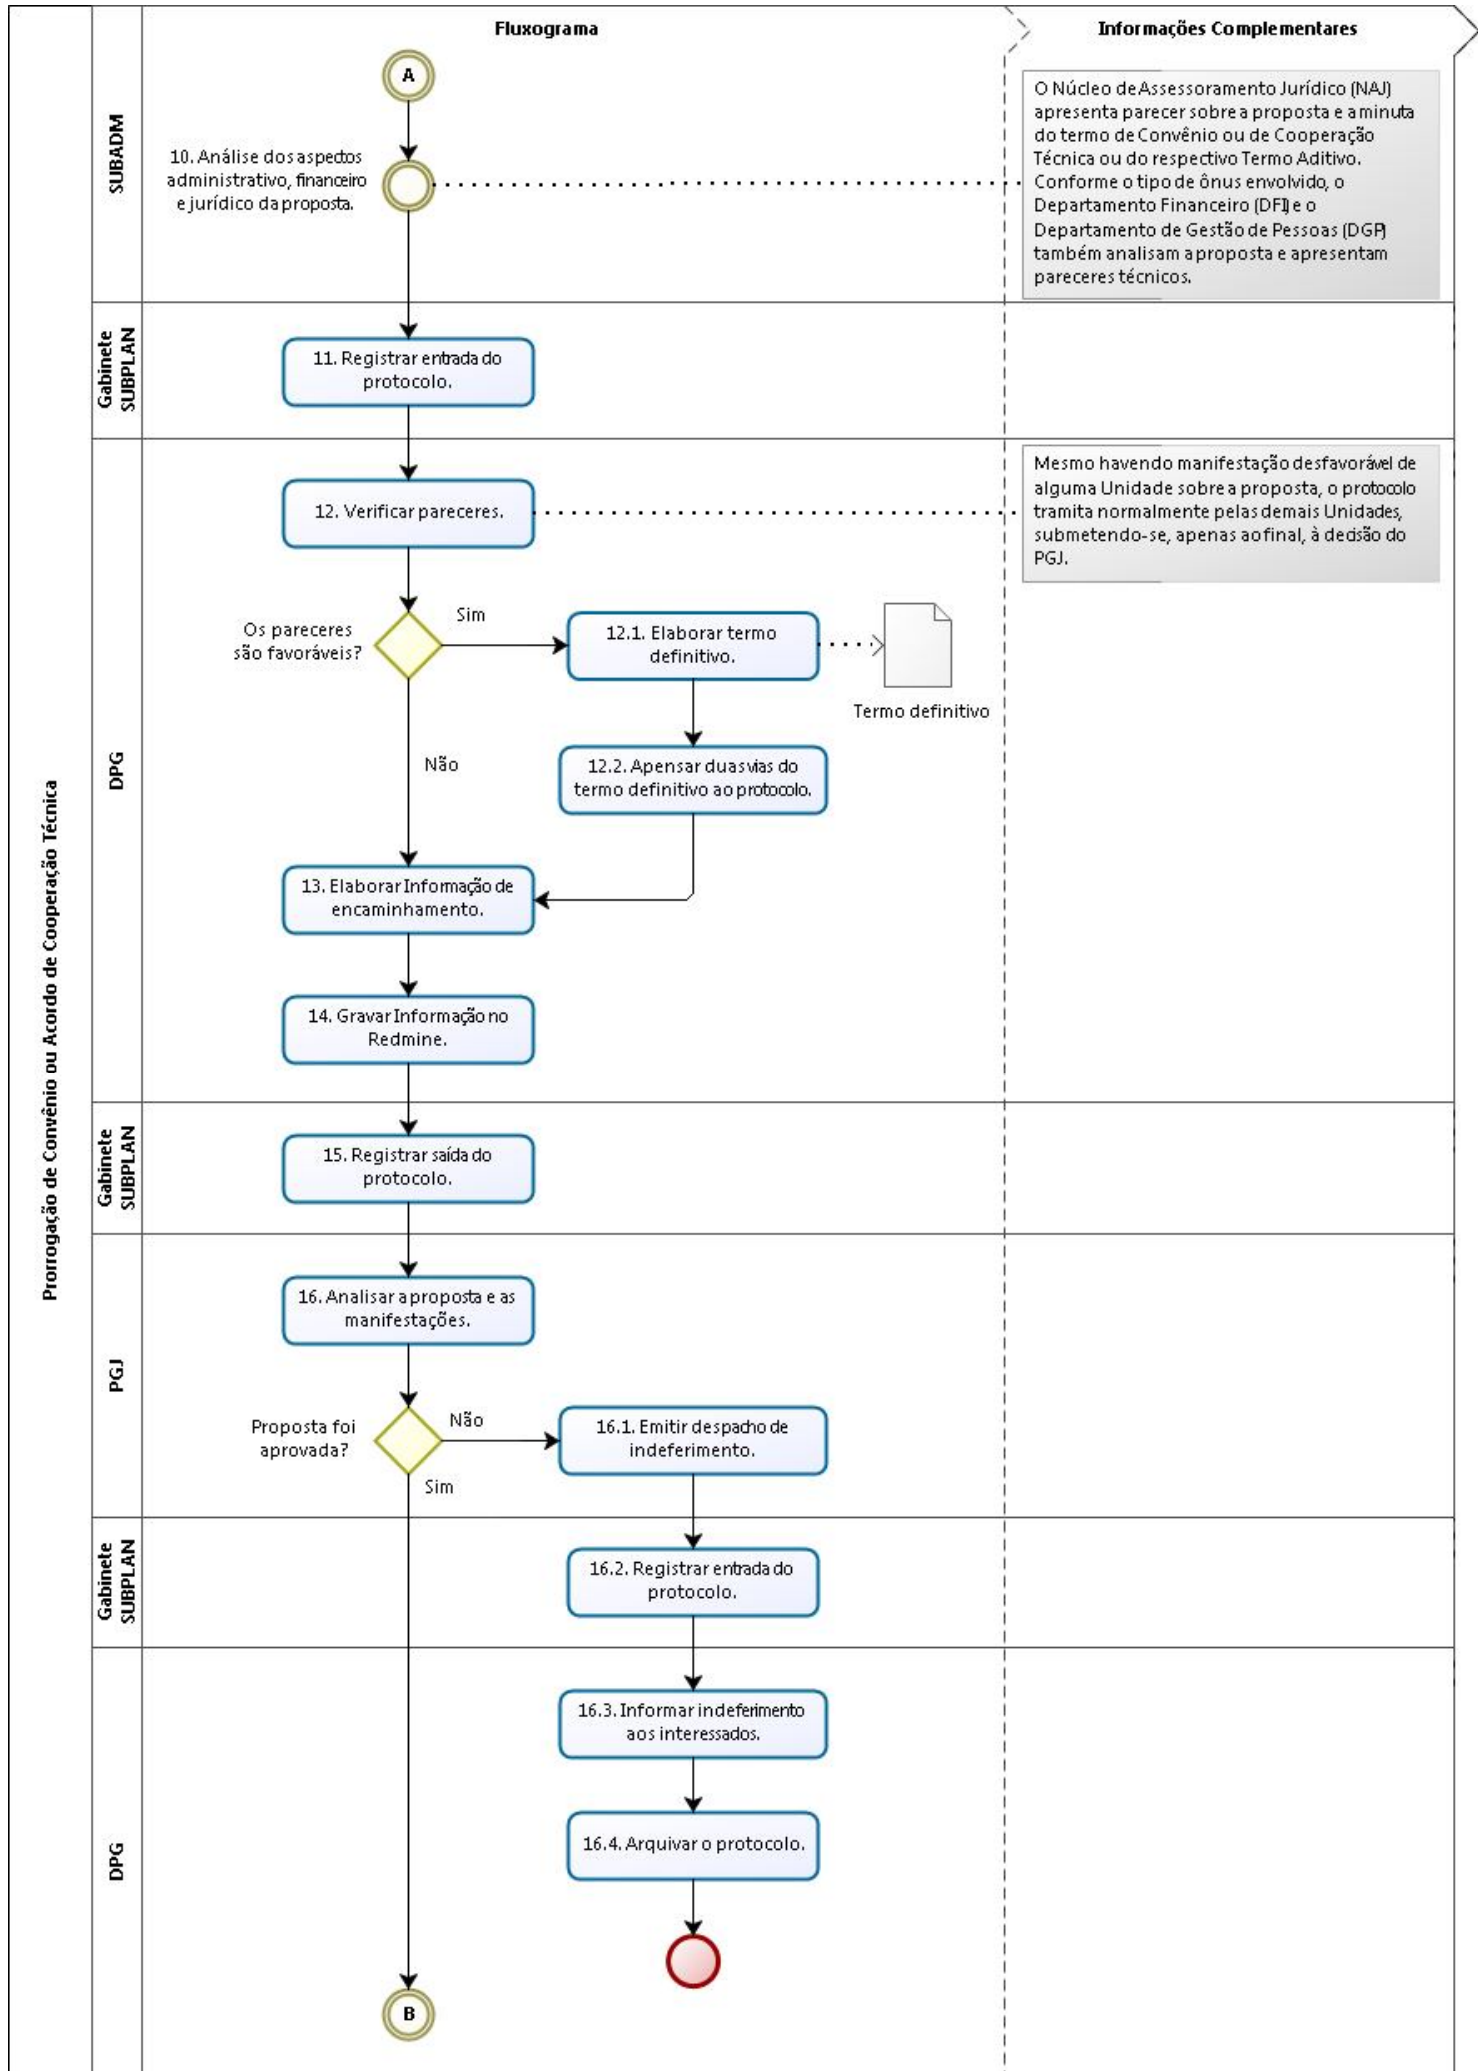 Fluxograma
Informações Complementares
Prorrogação de Convênio ou Acordo de Cooperação Técnica
SUBADM
A
10. Análise dos aspectos
administrativo, financeiro
e jurídico da proposta.
O Núcleo de Assessoramento Jurídico (NAJ)
apresenta parecer sobre a proposta e a minuta
do termo de Convênio ou de Cooperação
Técnica ou do respectivo Termo Aditivo.
Conforme o tipo de ônus envolvido, o
Departamento Financeiro (DFI) e o
Departamento de Gestão de Pessoas (DGP)
também analisam a proposta e apresentam
pareceres técnicos.
Gabinete
SUBPLAN
11. Registrar entrada do
protocolo.
DPG
12. Verificar pareceres.
Mesmo havendo manifestação desfavorável de
alguma Unidade sobre a proposta, o protocolo
tramita normalmente pelas demais Unidades,
submetendo-se, apenas ao final, à decisão do
PGJ.
Os pareceres
são favoráveis?
Sim
12.1. Elaborar termo
definitivo.
Termo definitivo
Não
12.2. Apensar duas vias do
termo definitivo ao protocolo.
13. Elaborar Informação de
encaminhamento.
14. Gravar Informação no
Redmine.
Gabinete
SUBPLAN
15. Registrar saída do
protocolo.
PGJ
16. Analisar a proposta e as
manifestações.
Proposta foi
aprovada?
Não
16.1. Emitir despacho de
indeferimento.
Sim
Gabinete
SUBPLAN
16.2. Registrar entrada do
protocolo.
DPG
16.3. Informar indeferimento
aos interessados.
16.4. Arquivar o protocolo.
B